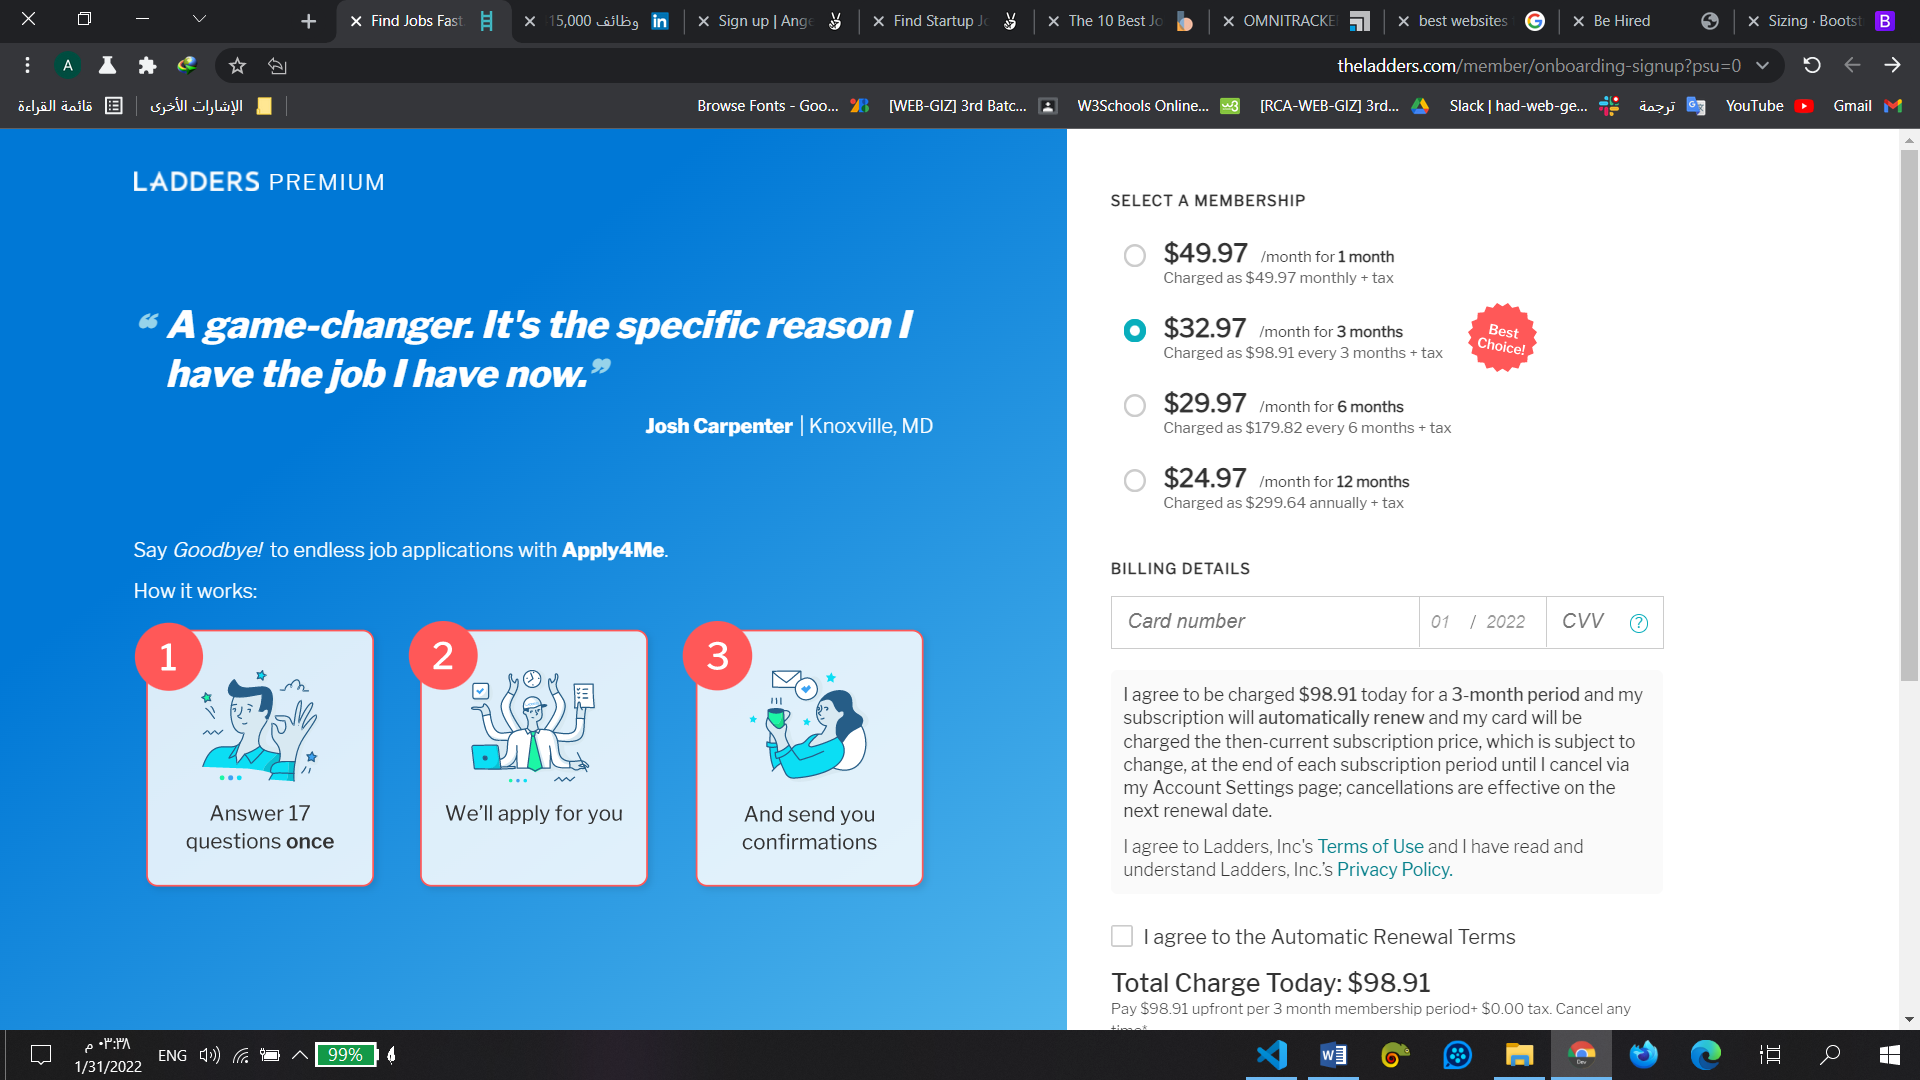 Find Jobs Fast
وظائف 15,000
Sign up | Ange
Find Startup Jo
The 10 Best Jo
OMNITRACKE
best websites
Be Hired
Sizing · Bootst
A
theladders.com/member/onboarding-signup?psu=0
قائمة القراءة
الإشارات الأخرى
Browse Fonts - Goo...
[WEB-GIZ] 3rd Batc...
W3Schools Online...
[RCA-WEB-GIZ] 3rd...
Slack | had-web-ge...
ترجمة
YouTube
Gmail
LADDERS PREMIUM
“ A game-changer. It's the specific reason I
have the job I have now.”
Josh Carpenter | Knoxville, MD
Say Goodbye! to endless job applications with Apply4Me.
How it works:
1
Answer 17
questions once
2
We’ll apply for you
3
And send you
confirmations
SELECT A MEMBERSHIP
$49.97 /month for 1 month
Charged as $49.97 monthly + tax
$32.97 /month for 3 months
Charged as $98.91 every 3 months + tax
Best
Choice!
$29.97 /month for 6 months
Charged as $179.82 every 6 months + tax
$24.97 /month for 12 months
Charged as $299.64 annually + tax
BILLING DETAILS
Card number
01 / 2022
CVV ?
I agree to be charged $98.91 today for a 3-month period and my
subscription will automatically renew and my card will be
charged the then-current subscription price, which is subject to
change, at the end of each subscription period until I cancel via
my Account Settings page; cancellations are effective on the
next renewal date.
I agree to Ladders, Inc's Terms of Use and I have read and
understand Ladders, Inc.’s Privacy Policy.
I agree to the Automatic Renewal Terms
Total Charge Today: $98.91
Pay $98.91 upfront per 3 month membership period+ $0.00 tax. Cancel any
time*
٠٣:٣٨ م
1/31/2022
ENG
99%